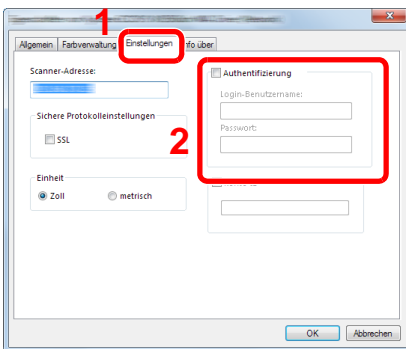 1
Allgemein Farbverwaltung Einstellungen nfo über
Scanner-Adresse:
Authentifizierung
Login-Benutzername:
Passwort:
Sichere Protokolleinstellungen
SSL
2
Einheit
Zoll metrisch
OK Abbrechen